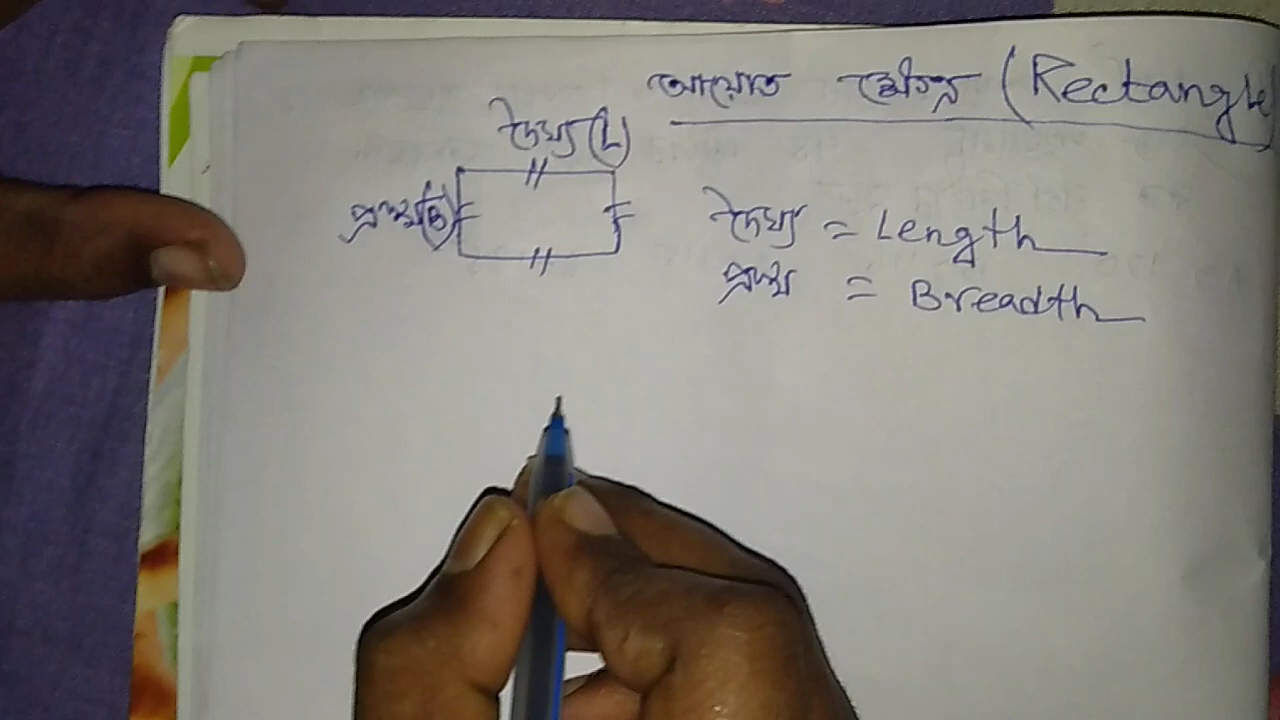 আয়োত ক্ষেত্র (Rectangle)
দৈঘ্য (L)
প্রস্থ (B)
দৈঘ্য = Length
প্রস্থ = Breadth